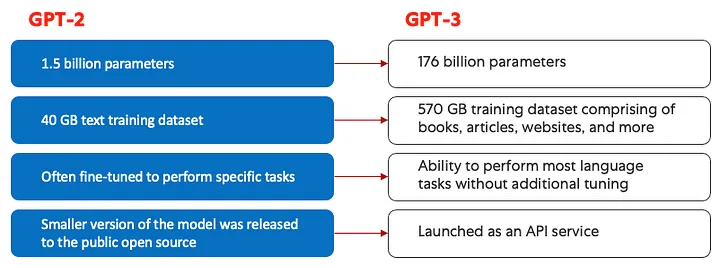 GPT-2
GPT-3
1.5 billion parameters
176 billion parameters
40 GB text training dataset
570 GB training dataset comprising of
books, articles, websites, and more
Often fine-tuned to perform specific tasks
Ability to perform most language
tasks without additional tuning
Smaller version of the model was released
to the public open source
Launched as an API service